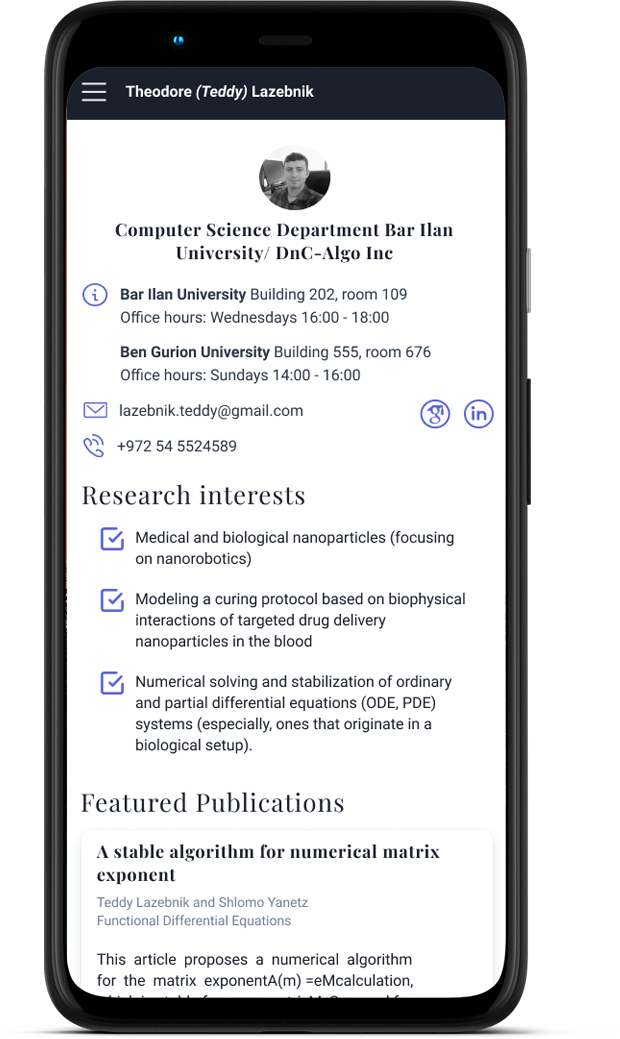 Theodore (Teddy) Lazebnik
Computer Science Department Bar Ilan
University/ DnC-Algo Inc
Bar Ilan University Building 202, room 109
Office hours: Wednesdays 16:00 - 18:00
Ben Gurion University Building 555, room 676
Office hours: Sundays 14:00 - 16:00
lazebnik.teddy@gmail.com
in
+972 54 5524589
Research interests
Medical and biological nanoparticles (focusing
on nanorobotics)
Modeling a curing protocol based on biophysical
interactions of targeted drug delivery
nanoparticles in the blood
Numerical solving and stabilization of ordinary
and partial differential equations (ODE, PDE)
systems (especially, ones that originate in a
biological setup).
Featured Publications
A stable algorithm for numerical matrix
exponent
Teddy Lazebnik and Shlomo Yanetz
Functional Differential Equations
This article proposes a numerical algorithm
for the matrix exponentA(m) =eMcalculation,